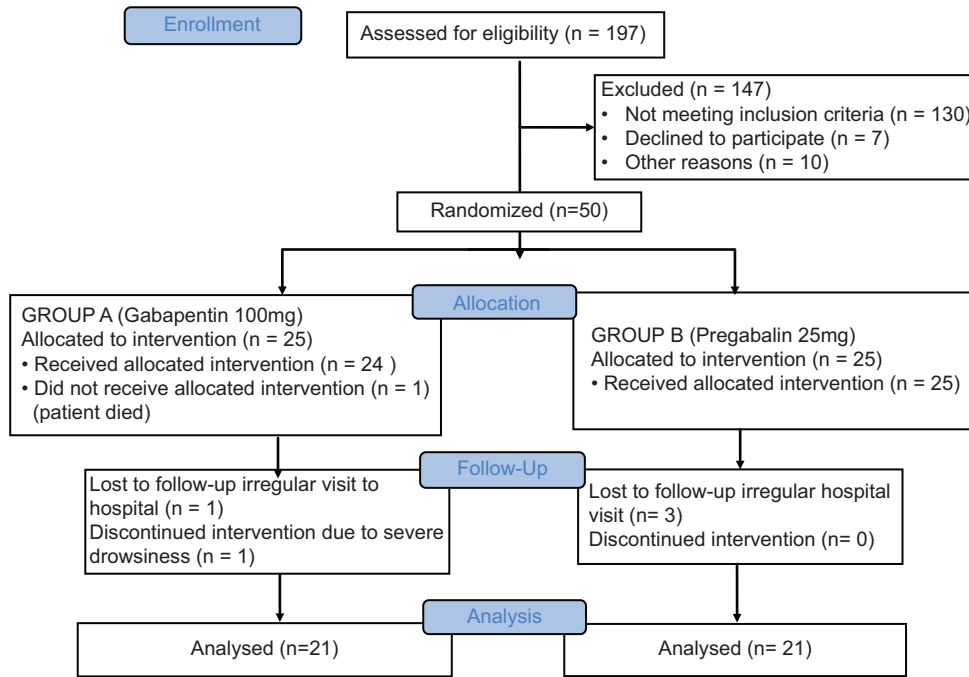 Enrollment
Assessed for eligibility (n = 197)
Excluded (n = 147)
• Not meeting inclusion criteria (n = 130)
• Declined to participate (n = 7)
• Other reasons (n = 10)
Randomized (n=50)
Allocation
GROUP A (Gabapentin 100mg)
Allocated to intervention (n = 25)
• Received allocated intervention (n = 24 )
• Did not receive allocated intervention (n = 1)
(patient died)
GROUP B (Pregabalin 25mg)
Allocated to intervention (n = 25)
• Received allocated intervention (n = 25)
Follow-Up
Lost to follow-up irregular visit to
hospital (n = 1)
Discontinued intervention due to severe
drowsiness (n = 1)
Lost to follow-up irregular hospital
visit (n= 3)
Discontinued intervention (n= 0)
Analysis
Analysed (n=21)
Analysed (n= 21)